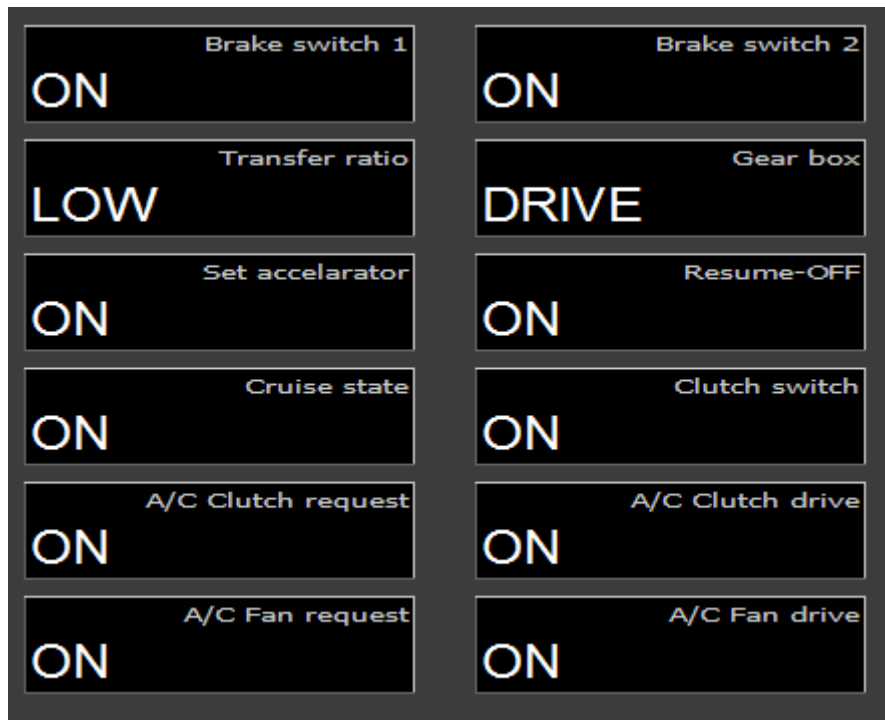 Brake switch 1
ON
Brake switch 2
ON
Transfer ratio
LOW
Gear box
DRIVE
Set accelarator
ON
Resume-OFF
ON
Cruise state
ON
Clutch switch
ON
A/C Clutch request
ON
A/C Clutch drive
ON
A/C Fan request
ON
A/C Fan drive
ON